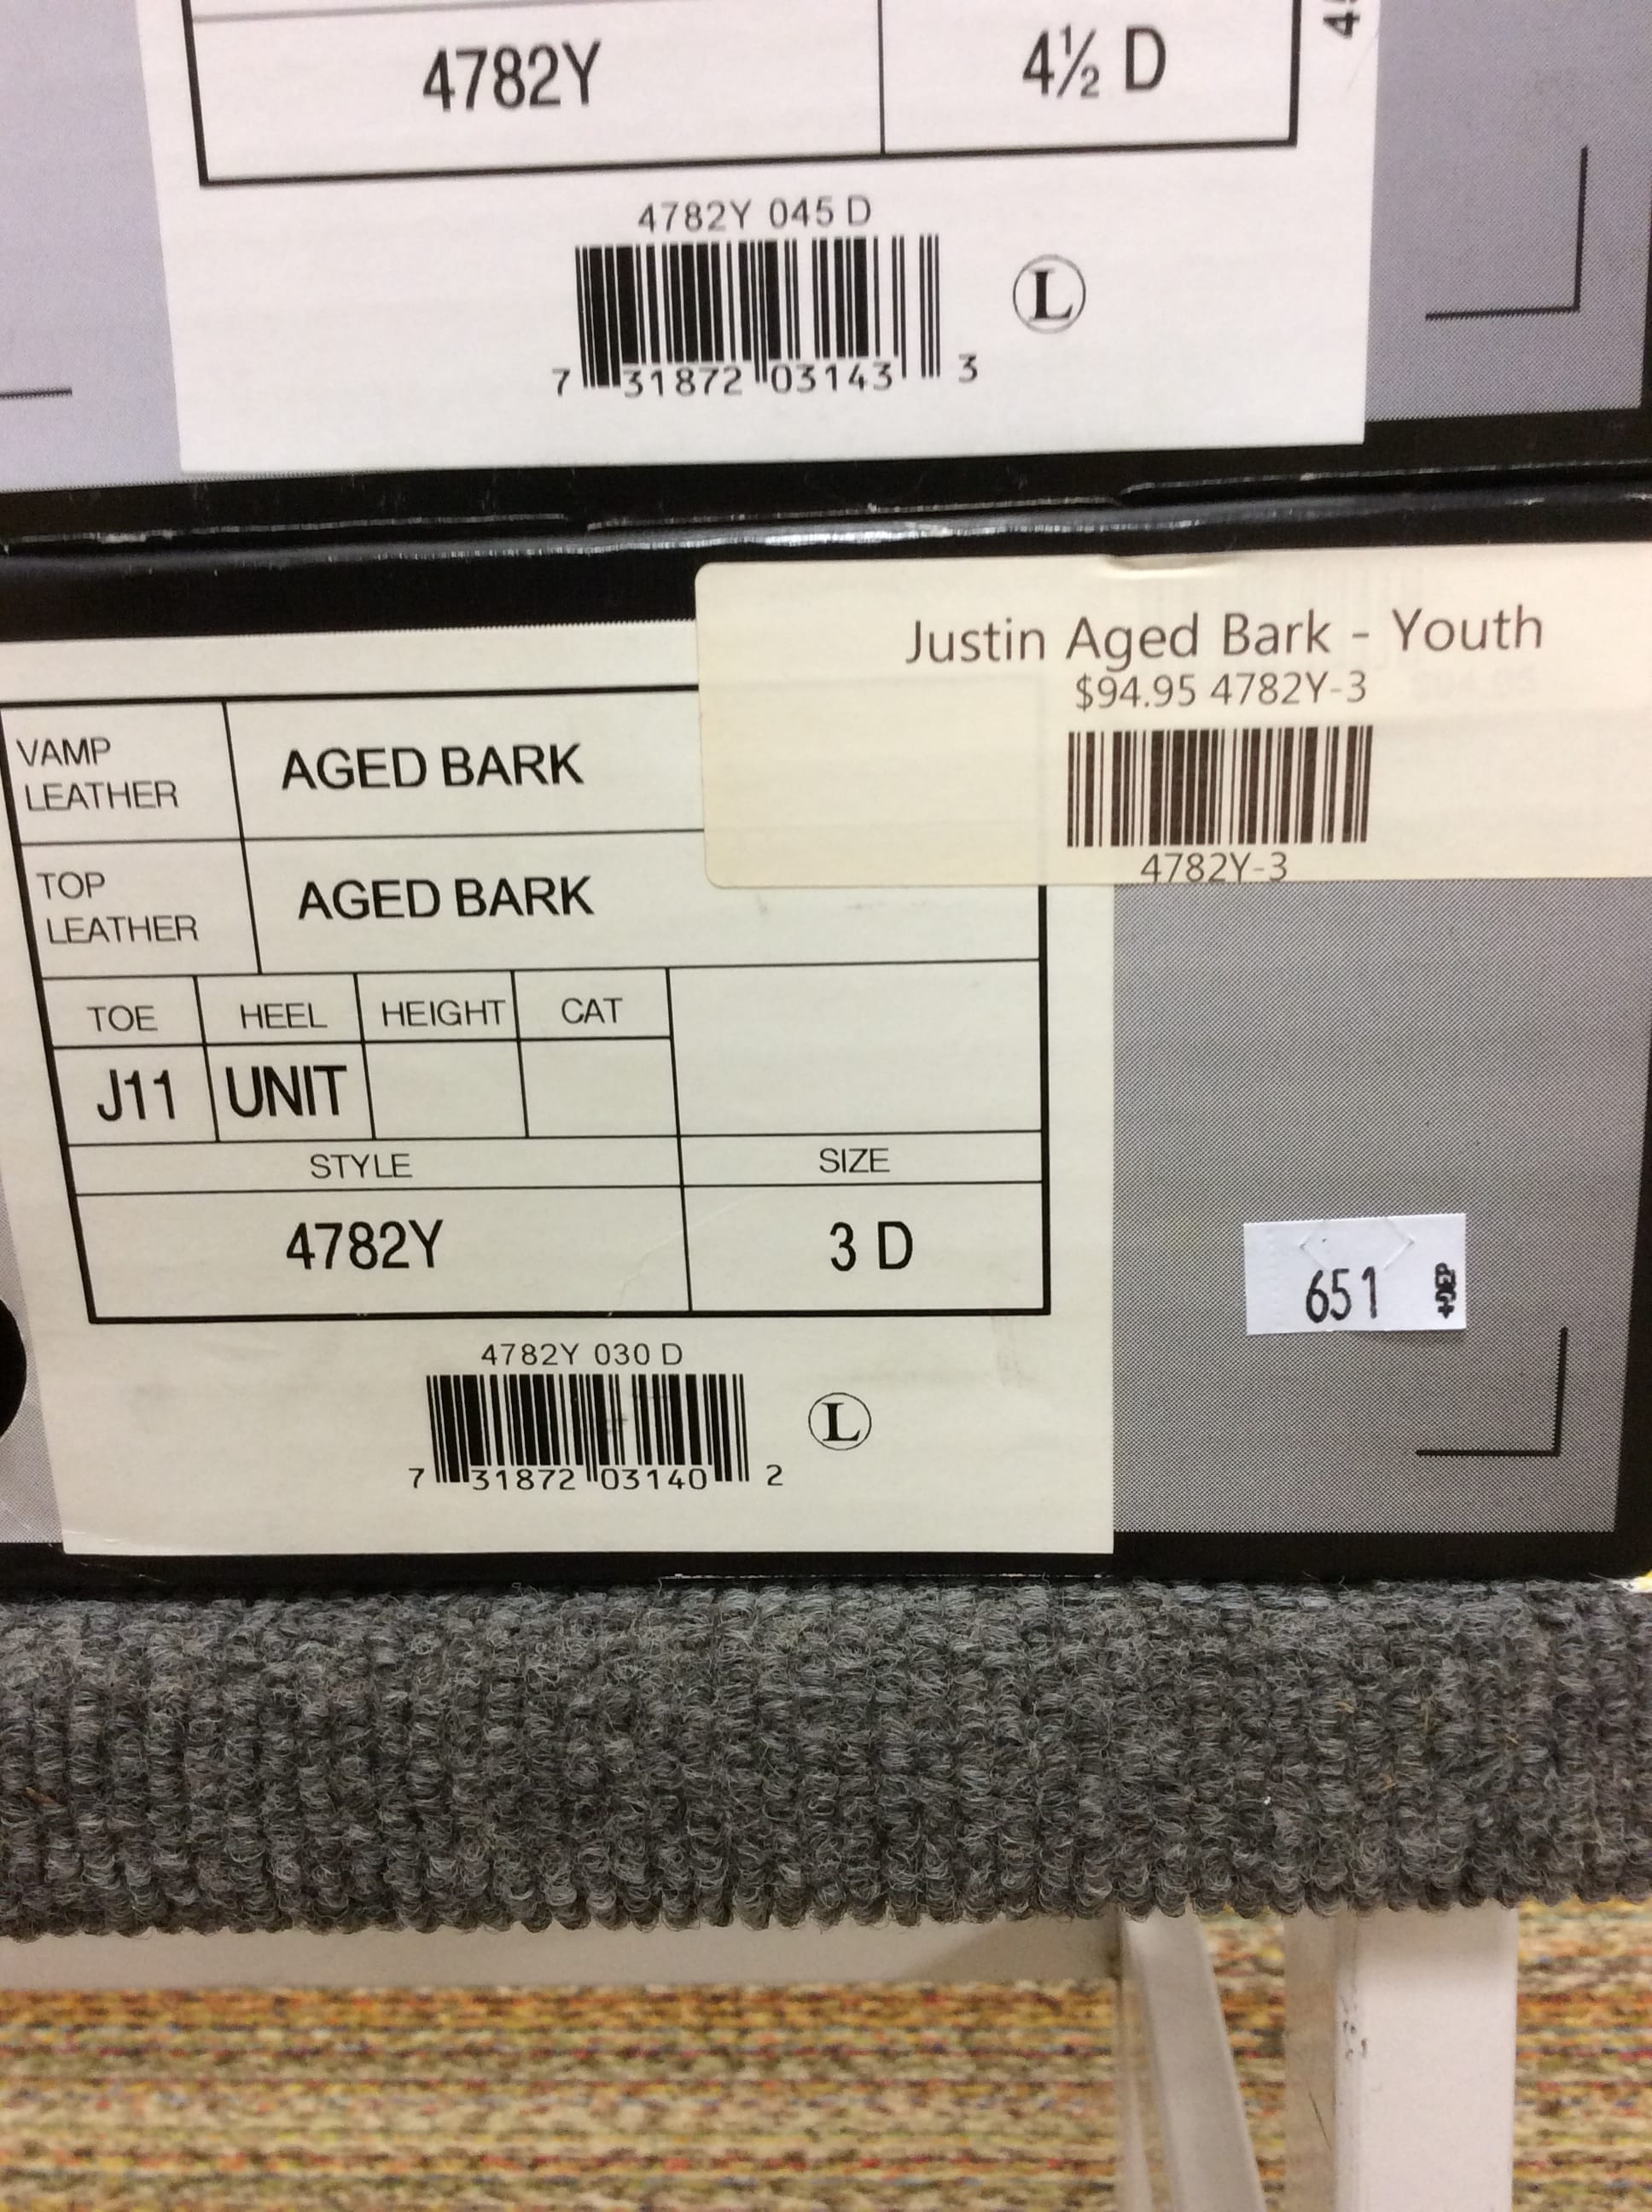 4782Y
4½ D
4782Y 045 D
7 31872 03143 3
L
Justin Aged Bark - Youth
$94.95 4782Y-3
4782Y-3
VAMP
LEATHER
AGED BARK
TOP
LEATHER
AGED BARK
TOE HEEL HEIGHT CAT
J11 UNIT
STYLE SIZE
4782Y 3 D
651
4782Y 030 D
7 31872 03140 2
L